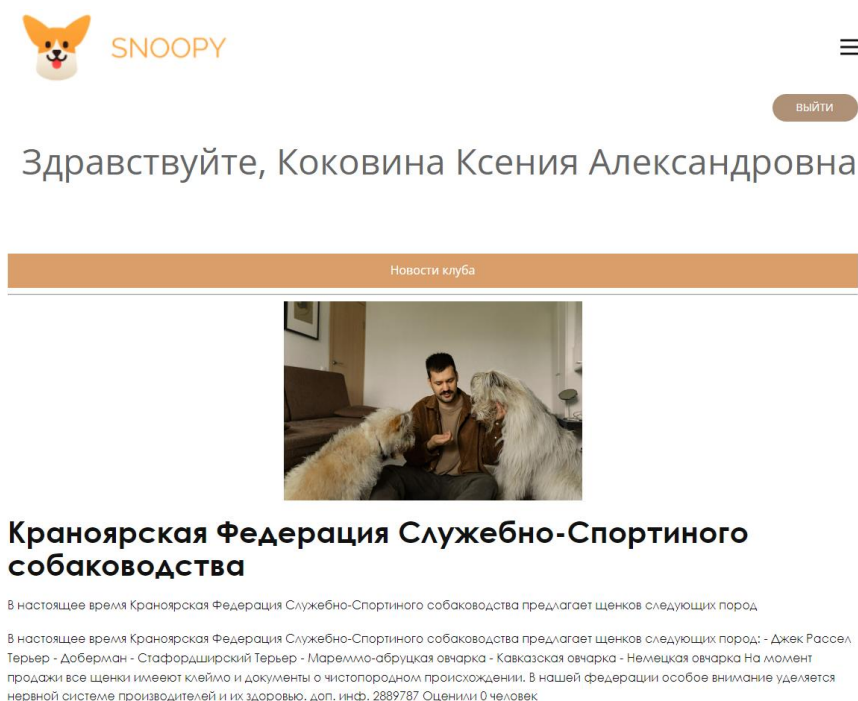 SNOOPY
ВЫЙТИ
Здравствуйте, Коковина Ксения Александровна
Новости клуба
Краноярская Федерация Служебно-Спортиного
собаководства
В настоящее время Краноярская Федерация Служебно-Спортиного собаководства предлагает щенков следующих пород
В настоящее время Краноярская Федерация Служебно-Спортиного собаководства предлагает щенков следующих пород: - Джек Рассел
Терьер - Доберман - Стафордширский Терьер - Мареммо-абруцкая овчарка - Кавказская овчарка - Немецкая овчарка На момент
продажи все щенки имееют клеймо и документы о чистопородном происхождении. В нашей федерации особое внимание уделяется
нервной системе производителей и их здоровью. доп. инф. 2889787 Оценили 0 человек